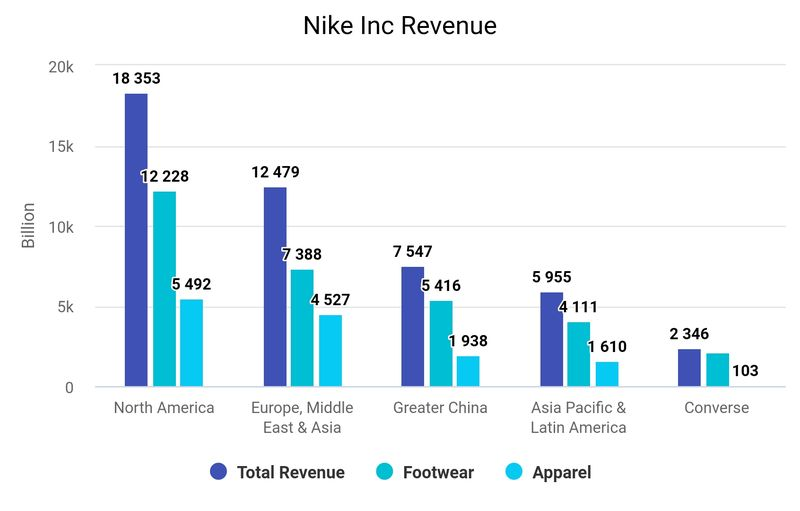 Nike Inc Revenue
Billion
20k
15k
10k
5k
0
18 353
12 228
5 492
12 479
7 388
4 527
7 547
5 416
1 938
5 955
4 111
1 610
2 346
103
North America
Europe, Middle
East & Asia
Greater China
Asia Pacific &
Latin America
Converse
Total Revenue
Footwear
Apparel